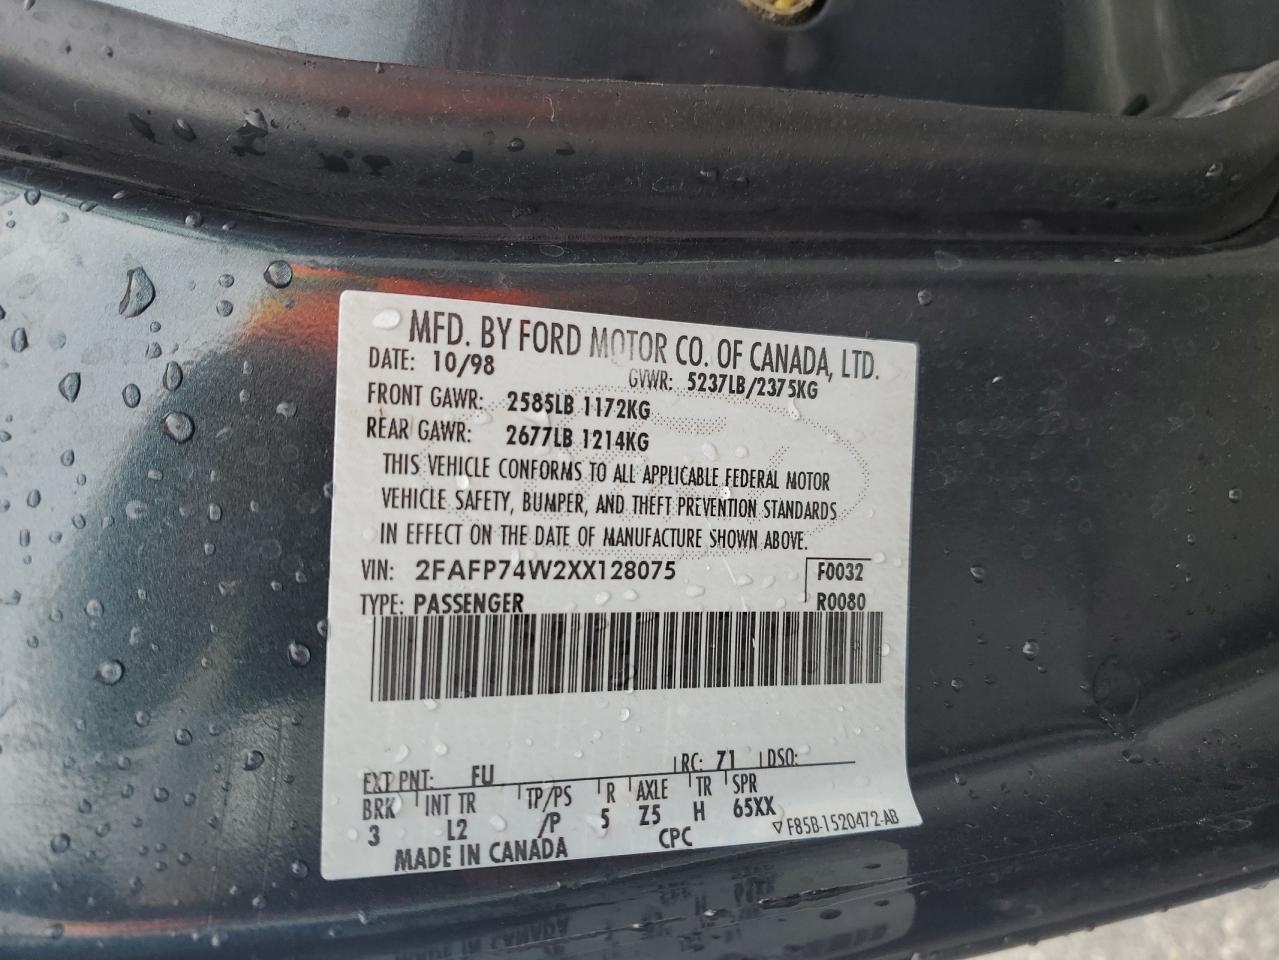 MFD. BY FORD MOTOR CO. OF CANADA, LTD.
DATE: 10/98 GVWR: 5237LB/2375KG
FRONT GAWR: 2585LB 1172KG
REAR GAWR: 2677LB 1214KG
THIS VEHICLE CONFORMS TO ALL APPLICABLE FEDERAL MOTOR
VEHICLE SAFETY, BUMPER, AND THEFT PREVENTION STANDARDS
IN EFFECT ON THE DATE OF MANUFACTURE SHOWN ABOVE.
VIN: 2FAFP74W2XX128075 F0032
TYPE: PASSENGER R0080
EXT PNT: FU RC: 71 DSO:
BRK INT TR TP/PS R AXLE TR SPR
3 L2 /P 5 Z5 H 65XX
MADE IN CANADA CPC ▽F85B-1520472-AB